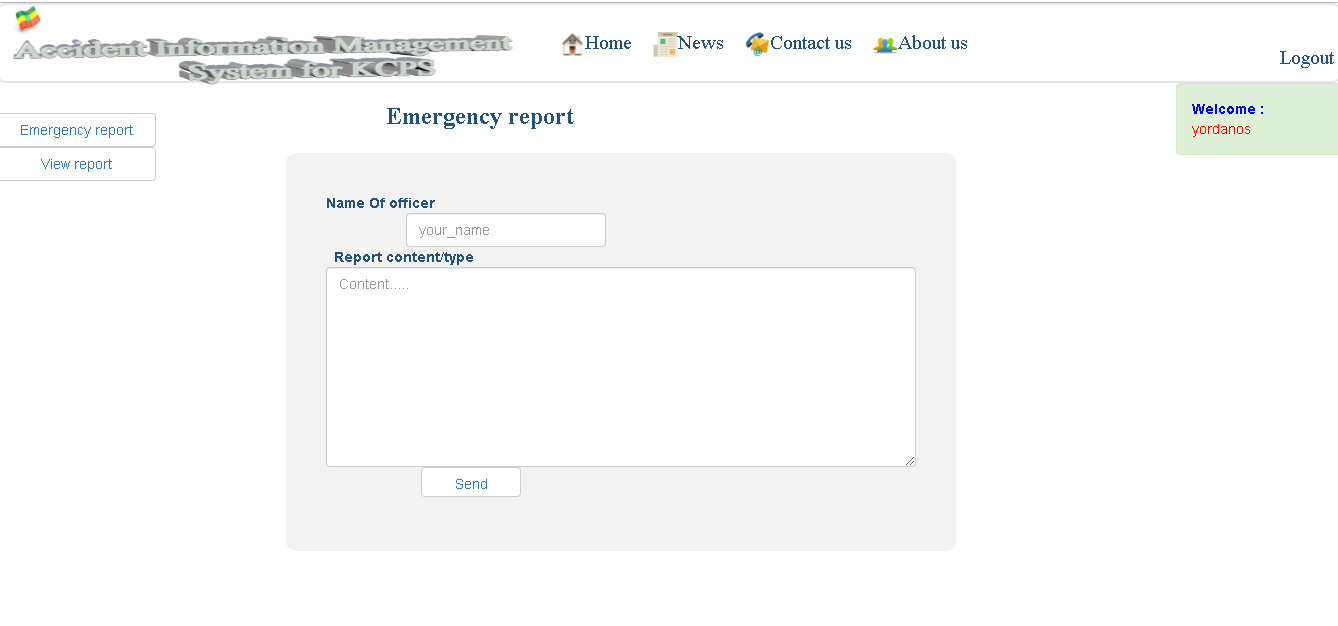 Accident Information Management
System for KCPS
Home
News
Contact us
About us
Logout
Welcome :
yordanos
Emergency report
View report
Emergency report
Name Of officer
your_name
Report content/type
Content.....
Send